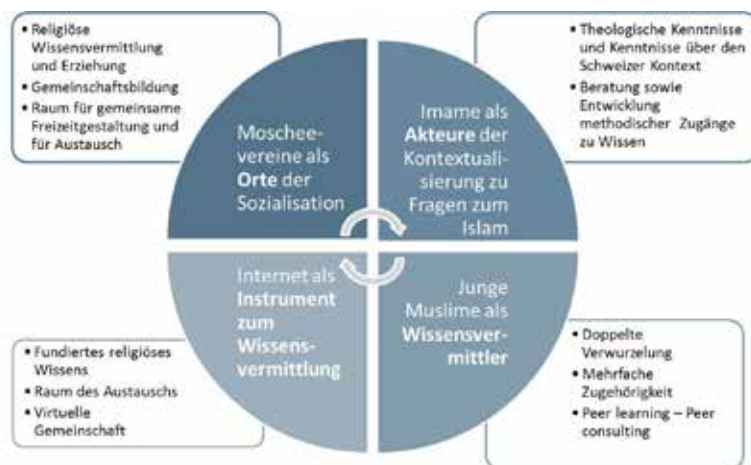 • Religiöse
Wissensvermittlung
und Erziehung
• Gemeinschaftsbildung
• Raum für gemeinsame
Freizeitgestaltung und
für Austausch
Moschee-
vereine als
Orte der
Sozialisation
Imame als
Akteure der
Kontextuali-
sierung zu
Fragen zum
Islam
• Theologische Kenntnisse
und Kenntnisse über den
Schweizer Kontext
• Beratung sowie
Entwicklung
methodischer Zugänge
zu Wissen
Internet als
Instrument
zum
Wissens-
vermittlung
Junge
Muslime als
Wissensver-
mittler
• Fundiertes religiöses
Wissen
• Raum des Austauschs
• Virtuelle
Gemeinschaft
• Doppelte
Verwurzelung
• Mehrfache
Zugehörigkeit
• Peer learning – Peer
consulting